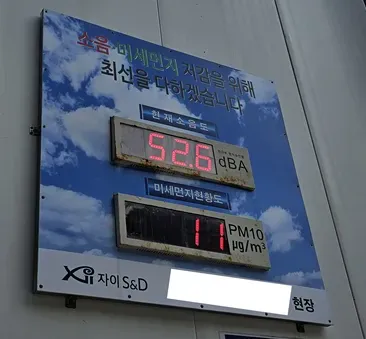 소음·미세먼지 저감을 위해
최선을 다하겠습니다
현재소음도
52.6 dBA
미세먼지현황도
11 PM10
µg/m³
Xi 자이 S&D 현장